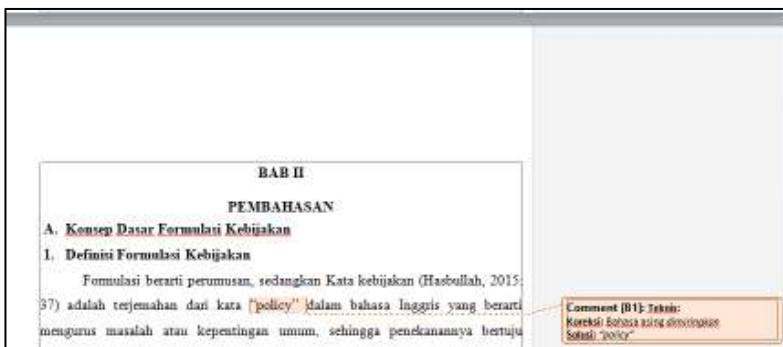 BAB II
PEMBAHASAN
A. Konsep Dasar Formulasi Kebijakan
1. Definisi Formulasi Kebijakan
Formulasi berarti perumusan, sedangkan Kata kebijakan (Hasbullah, 2015:
37) adalah terjemahan dari kata "policy" dalam bahasa Inggris yang berarti
mengurus masalah atau kepentingan umum, sehingga penekanannya bertuju
Comment [B1]: Teknis:
Koreksi: Bahasa asing dimiringkan
Solusi: "policy"